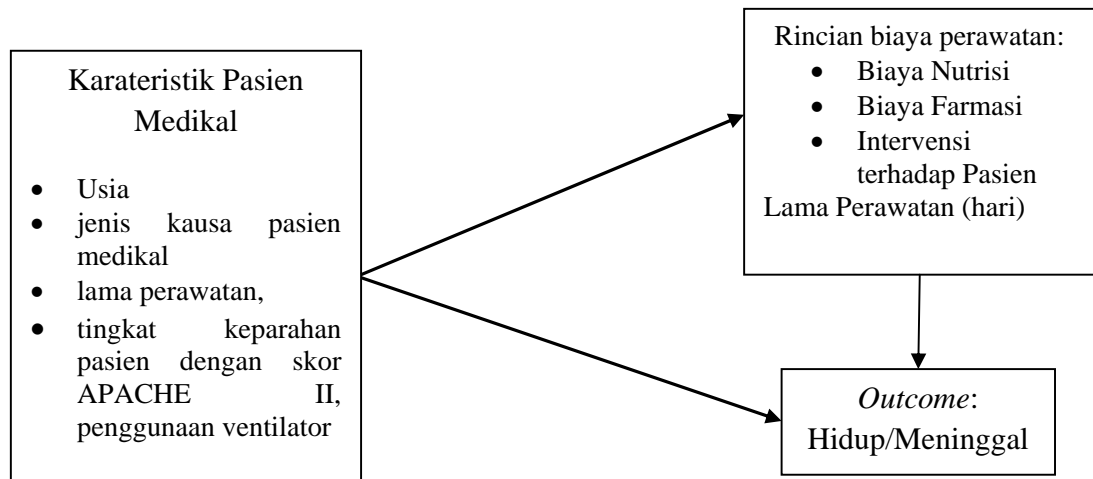 Karateristik Pasien
Medikal
• Usia
• jenis kausa pasien
medikal
• lama perawatan,
• tingkat keparahan
pasien dengan skor
APACHE II,
penggunaan ventilator
Rincian biaya perawatan:
• Biaya Nutrisi
• Biaya Farmasi
• Intervensi
terhadap Pasien
Lama Perawatan (hari)
Outcome:
Hidup/Meninggal